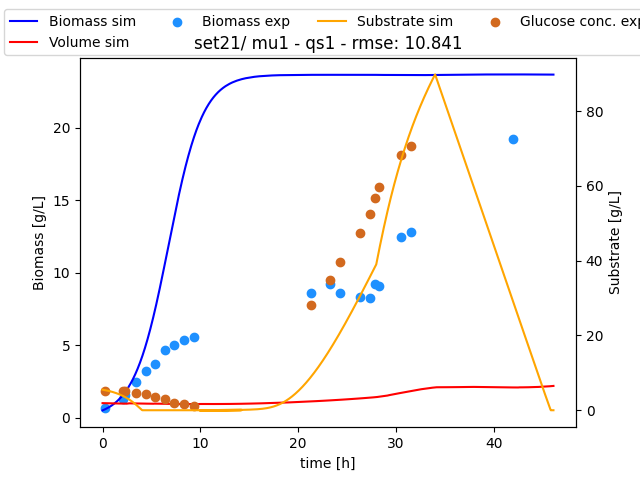 Biomass sim Biomass exp Substrate sim Glucose conc. exp
Volume sim
set21/ mu1 - qs1 - rmse: 10.841
Biomass [g/L]
20
15
10
5
0
80
60
40
20
0
Substrate [g/L]
0 10 20 30 40
time [h]